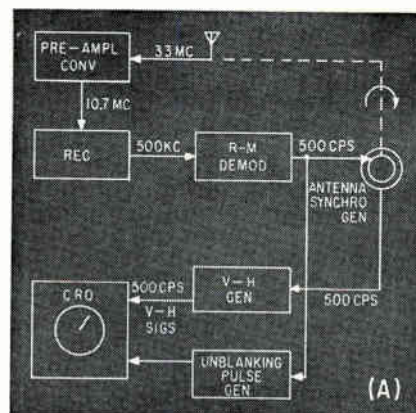 PRE-AMPL
CONV
33 MC
10.7 MC
REC
500KC
R-M
DEMOD
500 CPS
ANTENNA
SYNCHRO
GEN
CRO
500 CPS
V-H
SIGS
V-H
GEN
500 CPS
UNBLANKING
PULSE
GEN
(A)